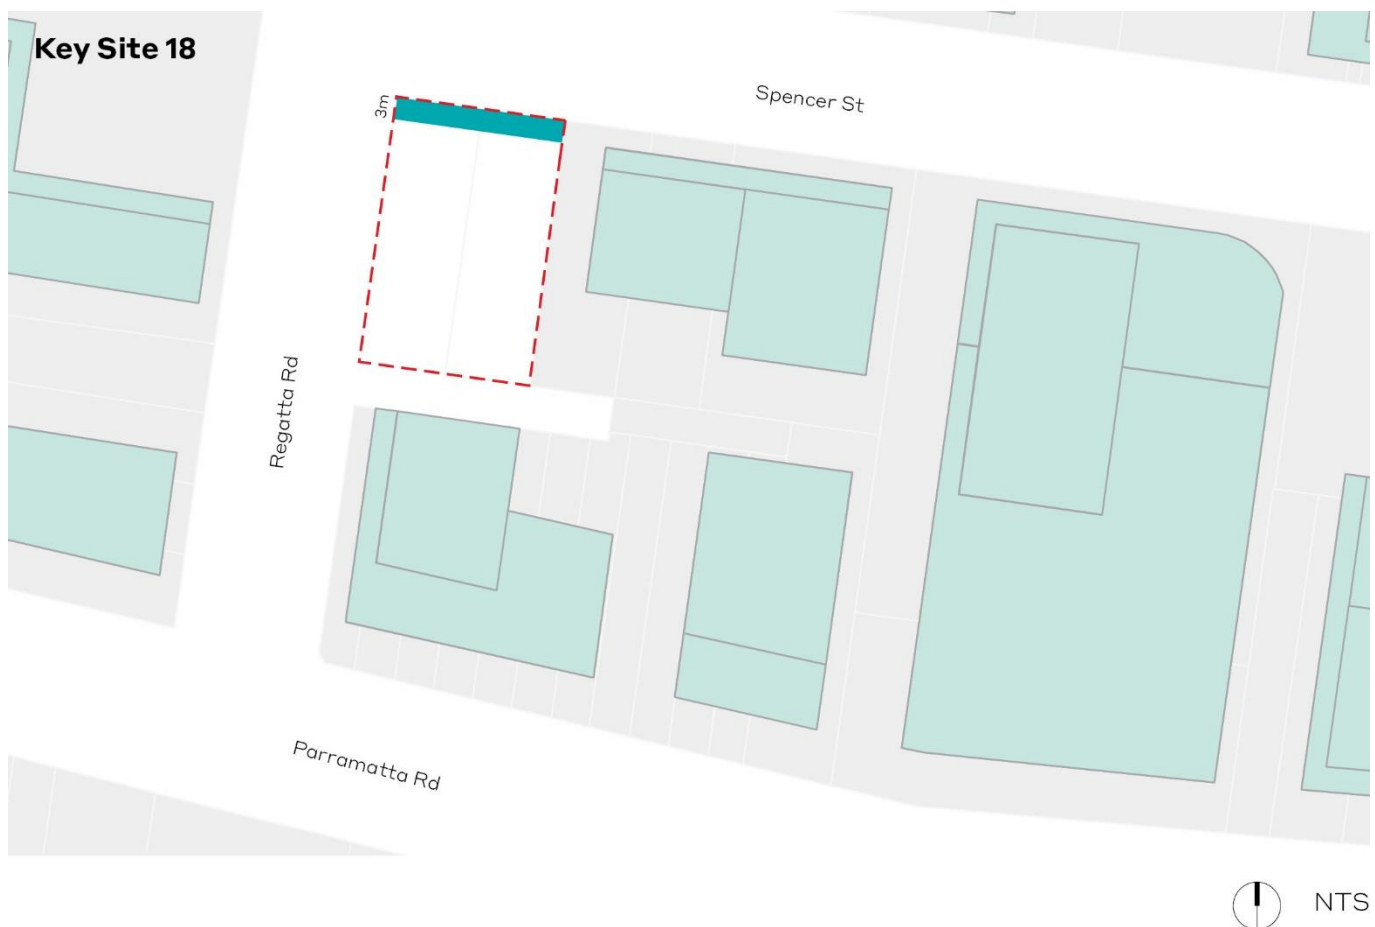 Key Site 18
Spencer St
3m
Regatta Rd
Parramatta Rd
NTS